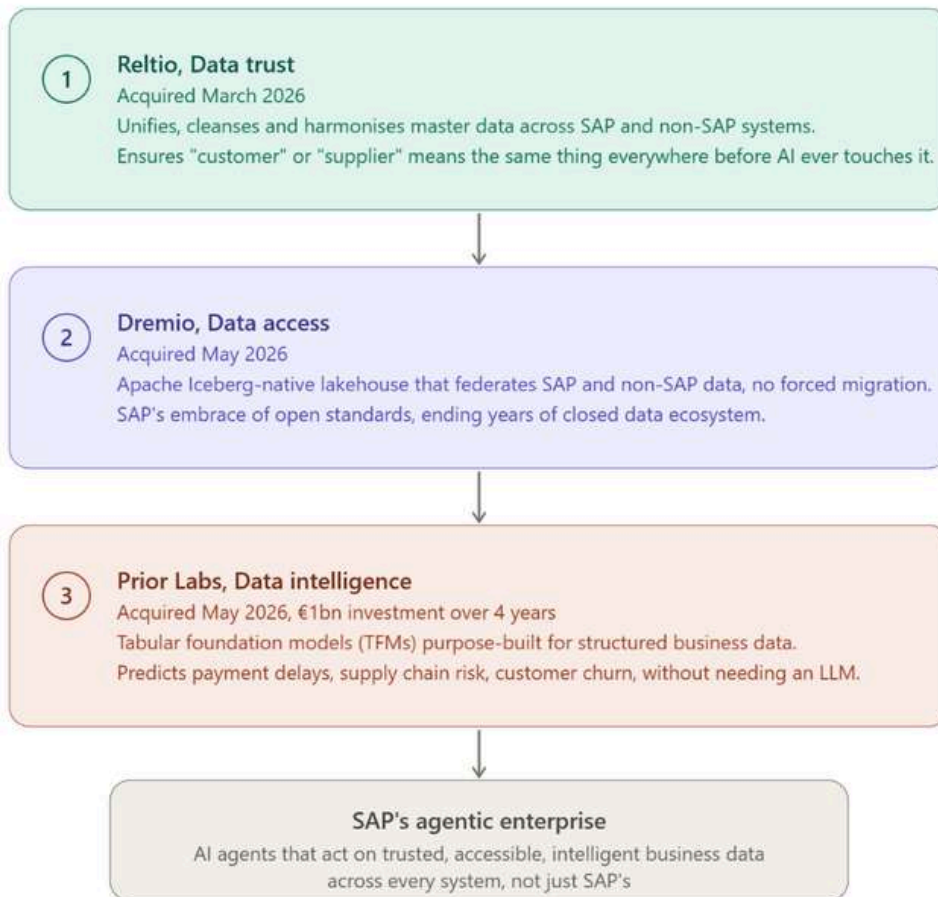 1
Reltio, Data trust
Acquired March 2026
Unifies, cleanses and harmonises master data across SAP and non-SAP systems.
Ensures "customer" or "supplier" means the same thing everywhere before AI ever touches it.
2
Dremio, Data access
Acquired May 2026
Apache Iceberg-native lakehouse that federates SAP and non-SAP data, no forced migration.
SAP's embrace of open standards, ending years of closed data ecosystem.
3
Prior Labs, Data intelligence
Acquired May 2026, €1bn investment over 4 years
Tabular foundation models (TFMs) purpose-built for structured business data.
Predicts payment delays, supply chain risk, customer churn, without needing an LLM.
SAP's agentic enterprise
AI agents that act on trusted, accessible, intelligent business data
across every system, not just SAP's